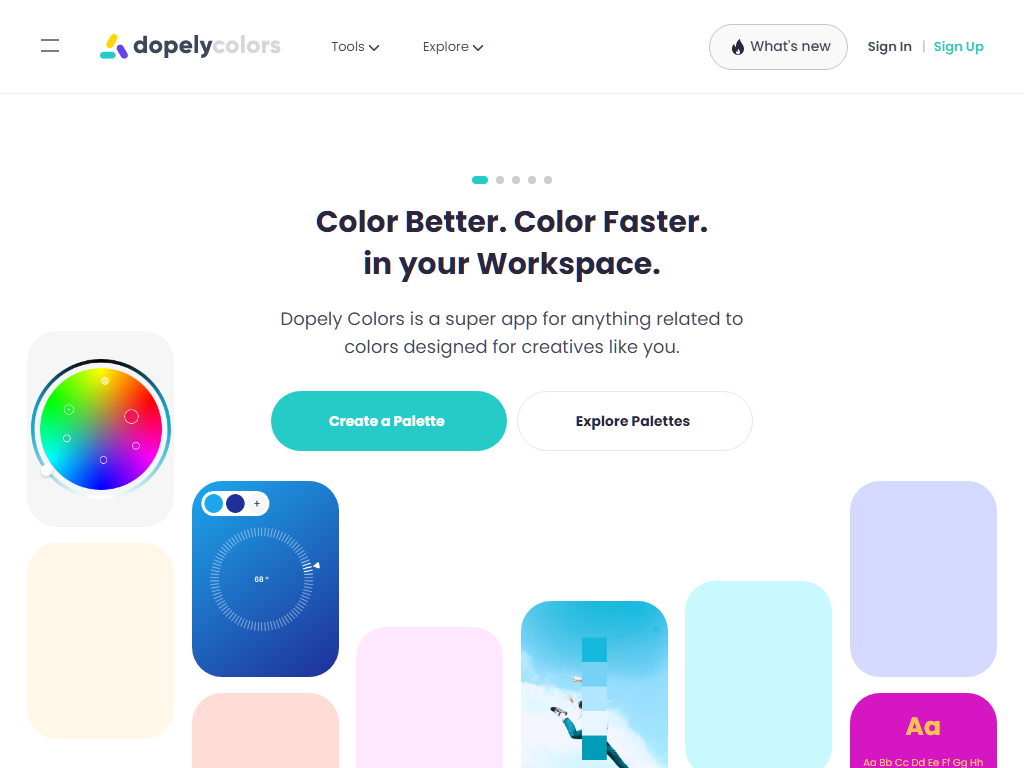 dopelycolors
Tools
Explore
What's new
Sign In | Sign Up
Color Better. Color Faster.
in your Workspace.
Dopely Colors is a super app for anything related to
colors designed for creatives like you.
Create a Palette
Explore Palettes
+
68 °
Aa
Aa Bb Cc Dd Ee Ff Gg Hh